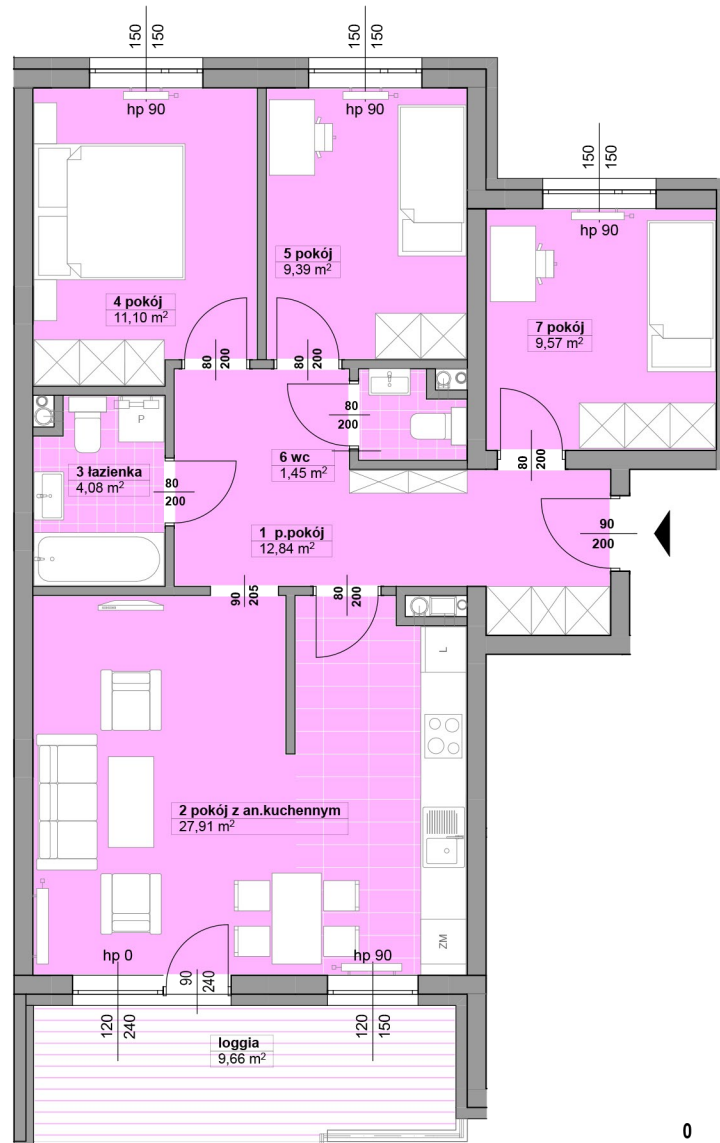 150
150
150
150
hp 90
hp 90
150
150
hp 90
5 pokój
9,39 m²
4 pokój
11,10 m²
7 pokój
9,57 m²
80
200
80
200
80
200
P
6 wc
1,45 m²
3 łazienka
4,08 m²
80
200
80
200
1 p.pokój
12,84 m²
90
200
90
205
80
200
L
2 pokój z an.kuchennym
27,91 m²
ZM
hp 0
90
240
hp 90
120
240
120
150
loggia
9,66 m²
0